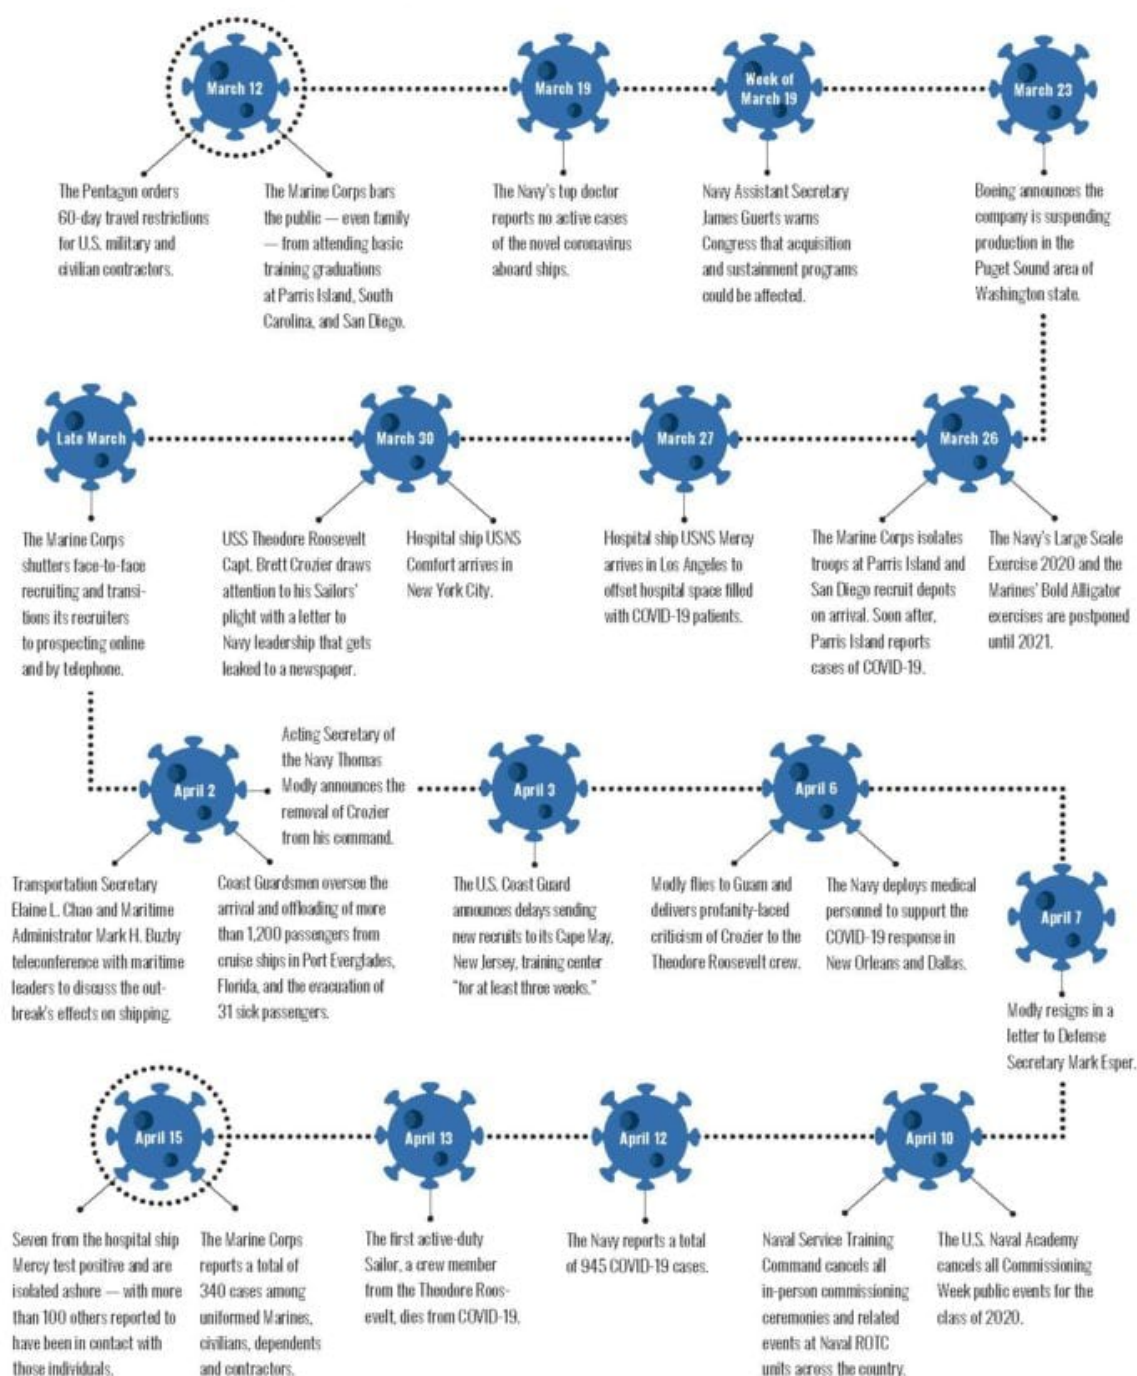 March 12
The Pentagon orders
60-day travel restrictions
for U.S. military and
civilian contractors.
The Marine Corps bars
the public — even family
— from attending basic
training graduations
at Parris Island, South
Carolina, and San Diego.
March 19
The Navy's top doctor
reports no active cases
of the novel coronavirus
aboard ships.
Week of
March 19
Navy Assistant Secretary
James Guerts warns
Congress that acquisition
and sustainment programs
could be affected.
March 23
Boeing announces the
company is suspending
production in the
Puget Sound area of
Washington state.
March 26
The Marine Corps isolates
troops at Parris Island and
San Diego recruit depots
on arrival. Soon after,
Parris Island reports
cases of COVID-19.
The Navy's Large Scale
Exercise 2020 and the
Marines' Bold Alligator
exercises are postponed
until 2021.
March 27
Hospital ship USNS Mercy
arrives in Los Angeles to
offset hospital space filled
with COVID-19 patients.
March 30
USS Theodore Roosevelt
Capt. Brett Crozier draws
attention to his Sailors'
plight with a letter to
Navy leadership that gets
leaked to a newspaper.
Hospital ship USNS
Comfort arrives in
New York City.
Late March
The Marine Corps
shutters face-to-face
recruiting and transi-
tions its recruiters
to prospecting online
and by telephone.
April 2
Acting Secretary of
the Navy Thomas
Modly announces the
removal of Crozier
from his command.
Transportation Secretary
Elaine L. Chao and Maritime
Administrator Mark H. Buzby
teleconference with maritime
leaders to discuss the out-
break's effects on shipping.
Coast Guardsmen oversee the
arrival and offloading of more
than 1,200 passengers from
cruise ships in Port Everglades,
Florida, and the evacuation of
31 sick passengers.
April 3
The U.S. Coast Guard
announces delays sending
new recruits to its Cape May,
New Jersey, training center
"for at least three weeks."
April 6
Modly flies to Guam and
delivers profanity-laced
criticism of Crozier to the
Theodore Roosevelt crew.
The Navy deploys medical
personnel to support the
COVID-19 response in
New Orleans and Dallas.
April 7
Modly resigns in a
letter to Defense
Secretary Mark Esper.
April 10
Naval Service Training
Command cancels all
in-person commissioning
ceremonies and related
events at Naval ROTC
units across the country.
The U.S. Naval Academy
cancels all Commissioning
Week public events for the
class of 2020.
April 12
The Navy reports a total
of 945 COVID-19 cases.
April 13
The first active-duty
Sailor, a crew member
from the Theodore Roos-
evelt, dies from COVID-19.
April 15
Seven from the hospital ship
Mercy test positive and are
isolated ashore — with more
than 100 others reported to
have been in contact with
those individuals.
The Marine Corps
reports a total of
340 cases among
uniformed Marines,
civilians, dependents
and contractors.